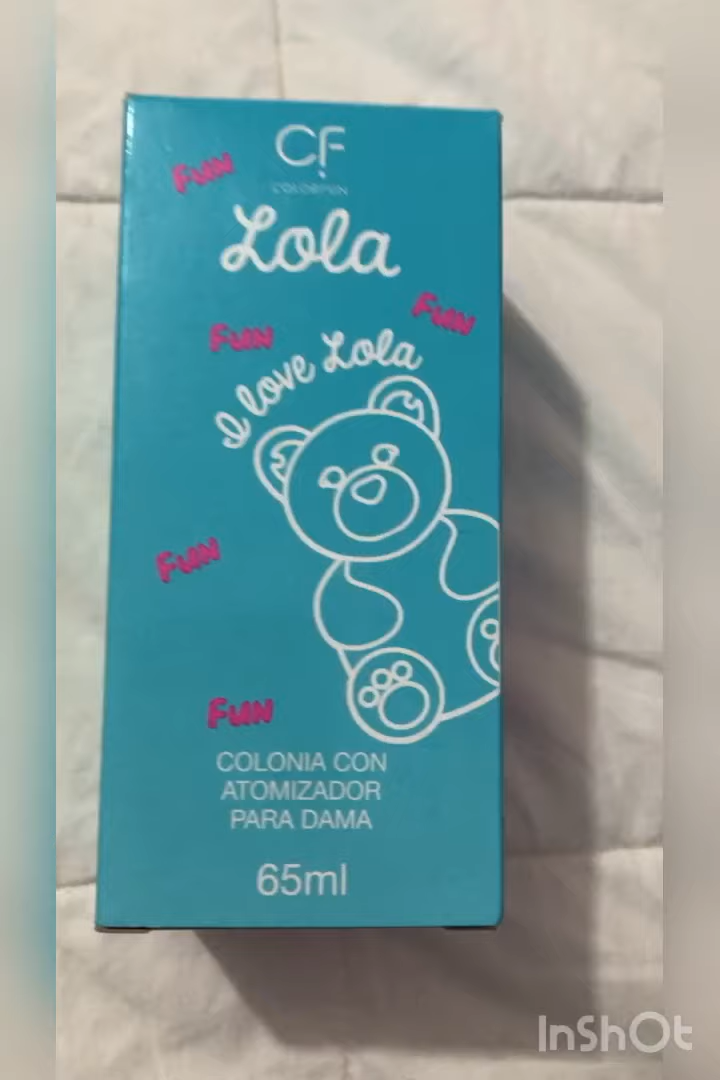 CF
COLORFUN
FUN
Lola
FUN
FUN
I love Lola
FUN
FUN
COLONIA CON
ATOMIZADOR
PARA DAMA
65ml
InShOt